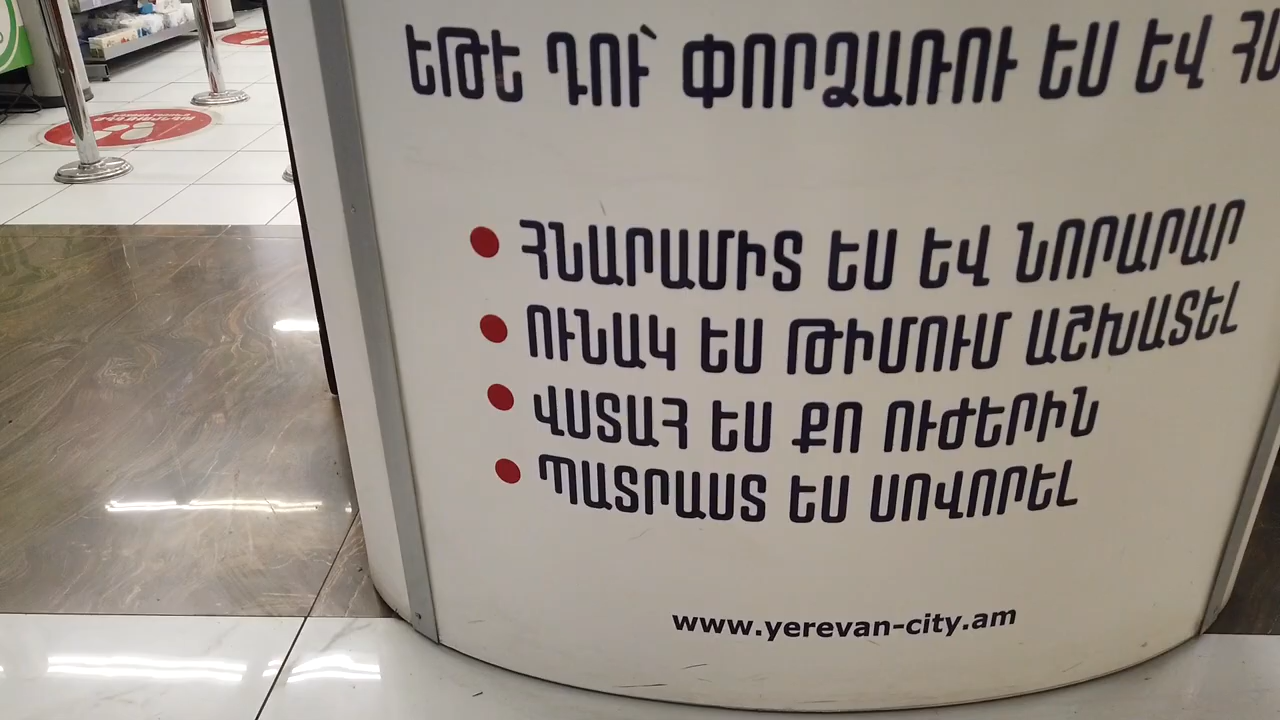 ԵԹԵ ԴՈՒ՝ ՓՈՐՁԱՌՈՒ ԵՍ ԵՎ
ՀՆԱՐԱՄԻՏ ԵՍ ԵՎ ՆՈՐԱՐԱՐ
ՈՒՆԱԿ ԵՍ ԹԻՄՈՒՄ ԱՇԽԱՏԵԼ
ՎՍՏԱՀ ԵՍ ՔՈ ՈՒԺԵՐԻՆ
ՊԱՏՐԱՍՏ ԵՍ ՍՈՎՈՐԵԼ
www.yerevan-city.am